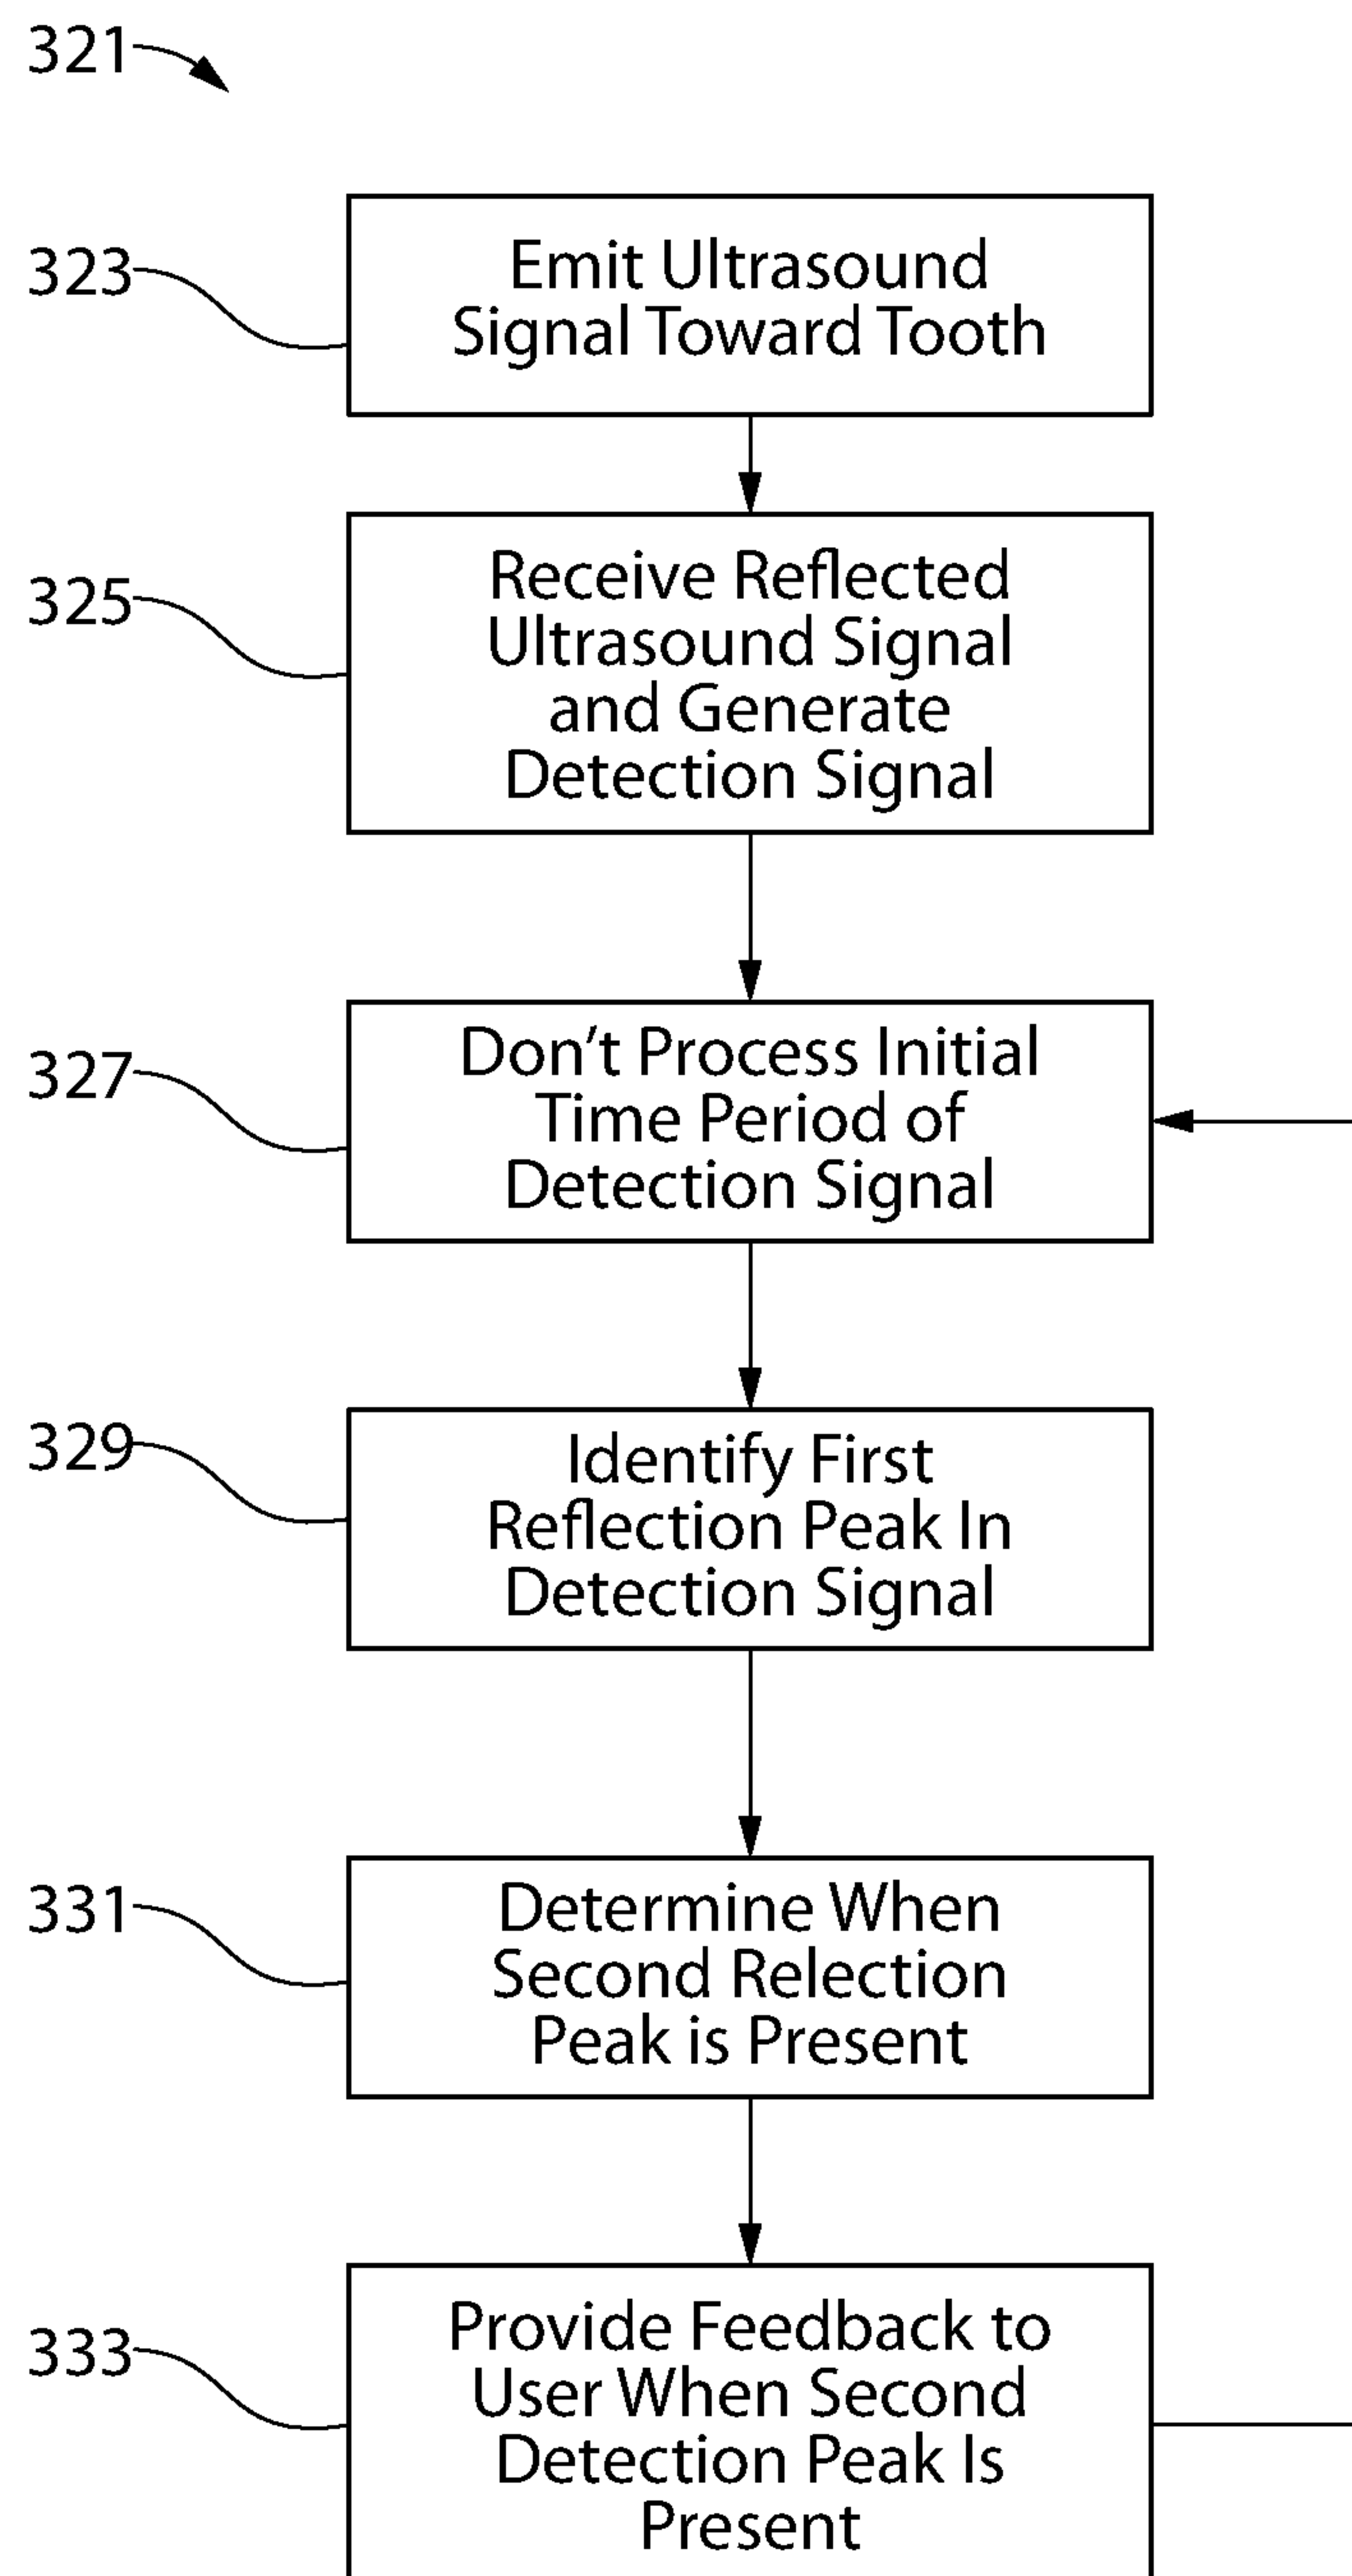 321
323
Emit Ultrasound
Signal Toward Tooth
325
Receive Reflected
Ultrasound Signal
and Generate
Detection Signal
327
Don't Process Initial
Time Period of
Detection Signal
329
Identify First
Reflection Peak In
Detection Signal
331
Determine When
Second Relection
Peak is Present
333
Provide Feedback to
User When Second
Detection Peak Is
Present